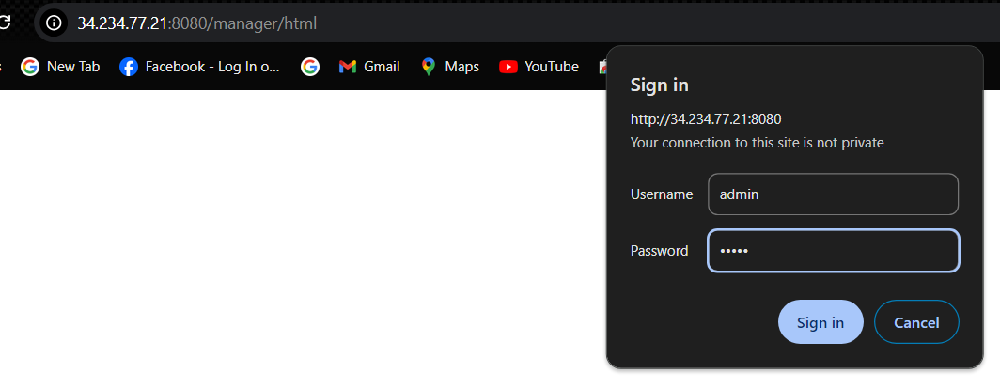 34.234.77.21:8080/manager/html
New Tab
Facebook - Log In o...
Gmail
Maps
YouTube
Sign in
http://34.234.77.21:8080
Your connection to this site is not private
Username
admin
Password
•••••
Sign in
Cancel